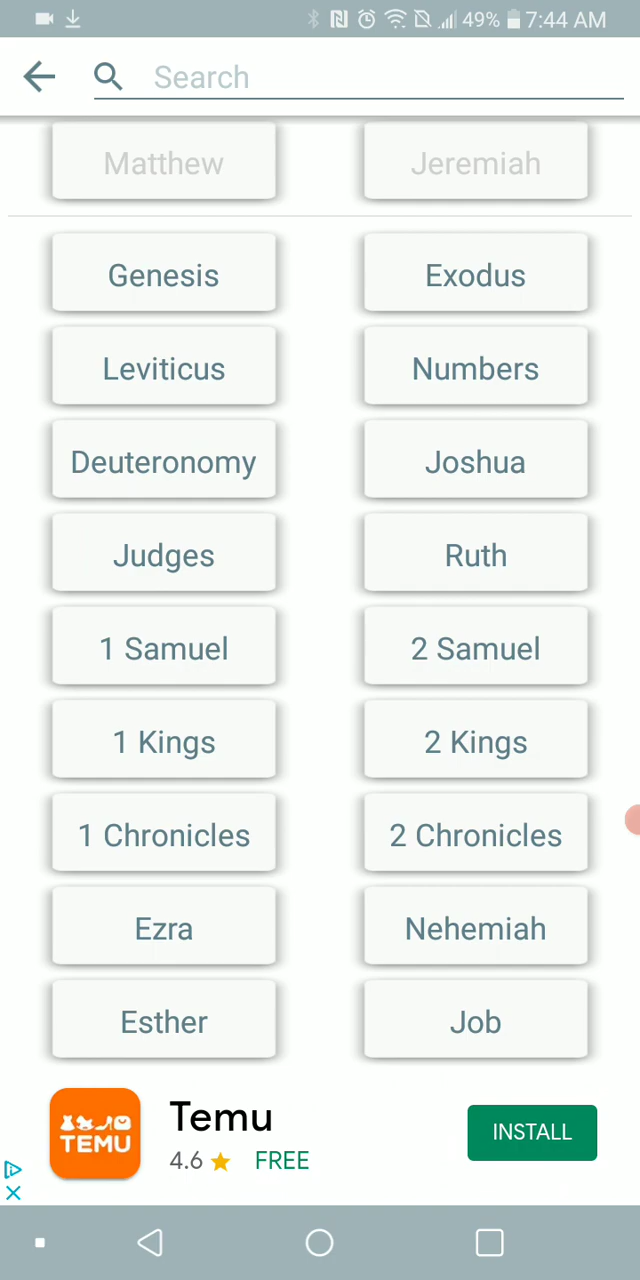 49% 7:44 AM
Search
Matthew Jeremiah
Genesis Exodus
Leviticus Numbers
Deuteronomy Joshua
Judges Ruth
1 Samuel 2 Samuel
1 Kings 2 Kings
1 Chronicles 2 Chronicles
Ezra Nehemiah
Esther Job
TEMU
Temu
4.6 FREE
INSTALL